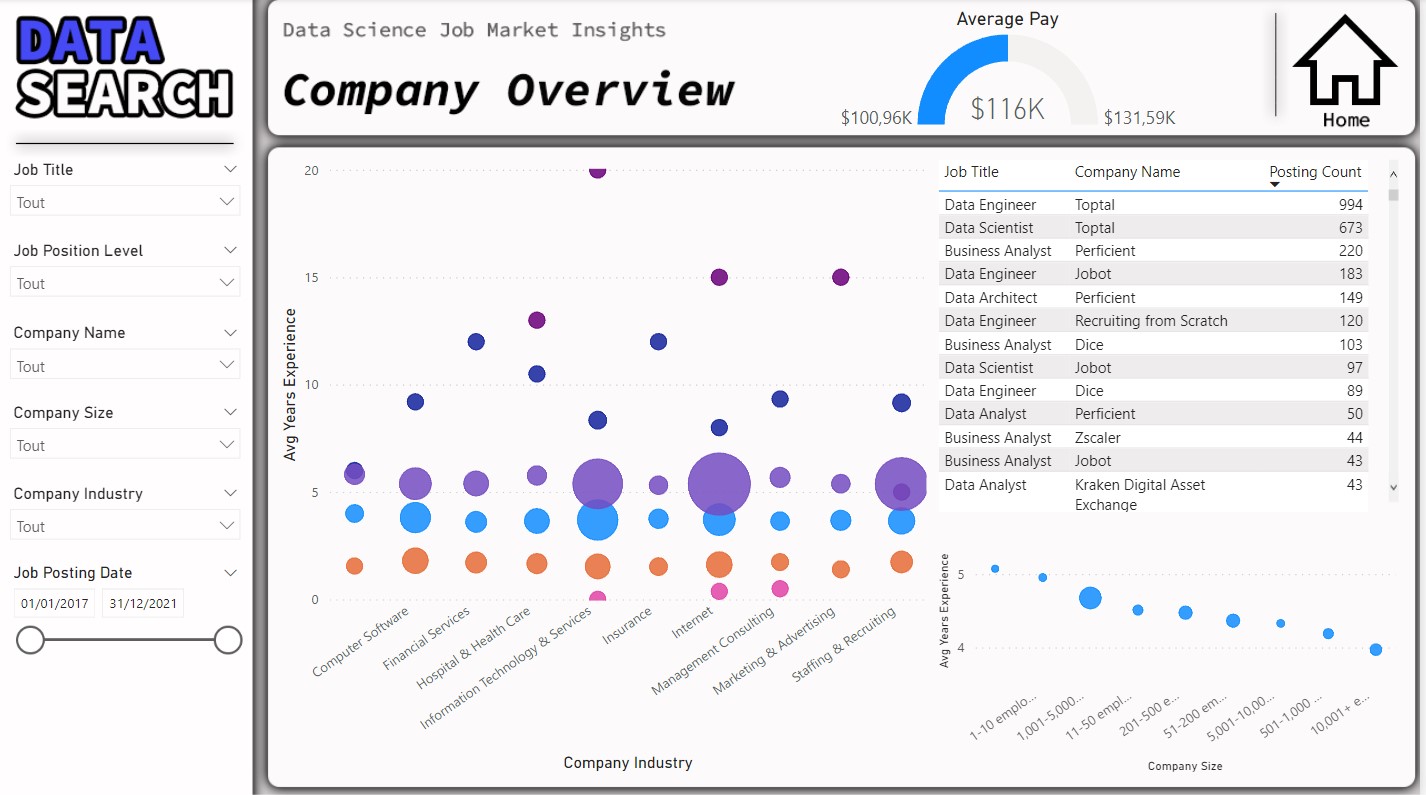 DATA
SEARCH
Job Title
Tout
Job Position Level
Tout
Company Name
Tout
Company Size
Tout
Company Industry
Tout
Job Posting Date
01/01/2017 31/12/2021
Data Science Job Market Insights
Company Overview
Average Pay
$100,96K $116K $131,59K
Home
Avg Years Experience
20
15
10
5
0
Computer Software
Financial Services
Hospital & Health Care
Information Technology & Services
Insurance
Internet
Management Consulting
Marketing & Advertising
Staffing & Recruiting
Company Industry
Job Title Company Name Posting Count
Data Engineer Toptal 994
Data Scientist Toptal 673
Business Analyst Perficient 220
Data Engineer Jobot 183
Data Architect Perficient 149
Data Engineer Recruiting from Scratch 120
Business Analyst Dice 103
Data Scientist Jobot 97
Data Engineer Dice 89
Data Analyst Perficient 50
Business Analyst Zscaler 44
Business Analyst Jobot 43
Data Analyst Kraken Digital Asset 43
Exchange
Avg Years Experience
5
4
1-10 emplo...
1,001-5,000...
11-50 empl...
201-500 e...
51-200 em...
5,001-10,00...
501-1,000 ...
10,001+ e...
Company Size